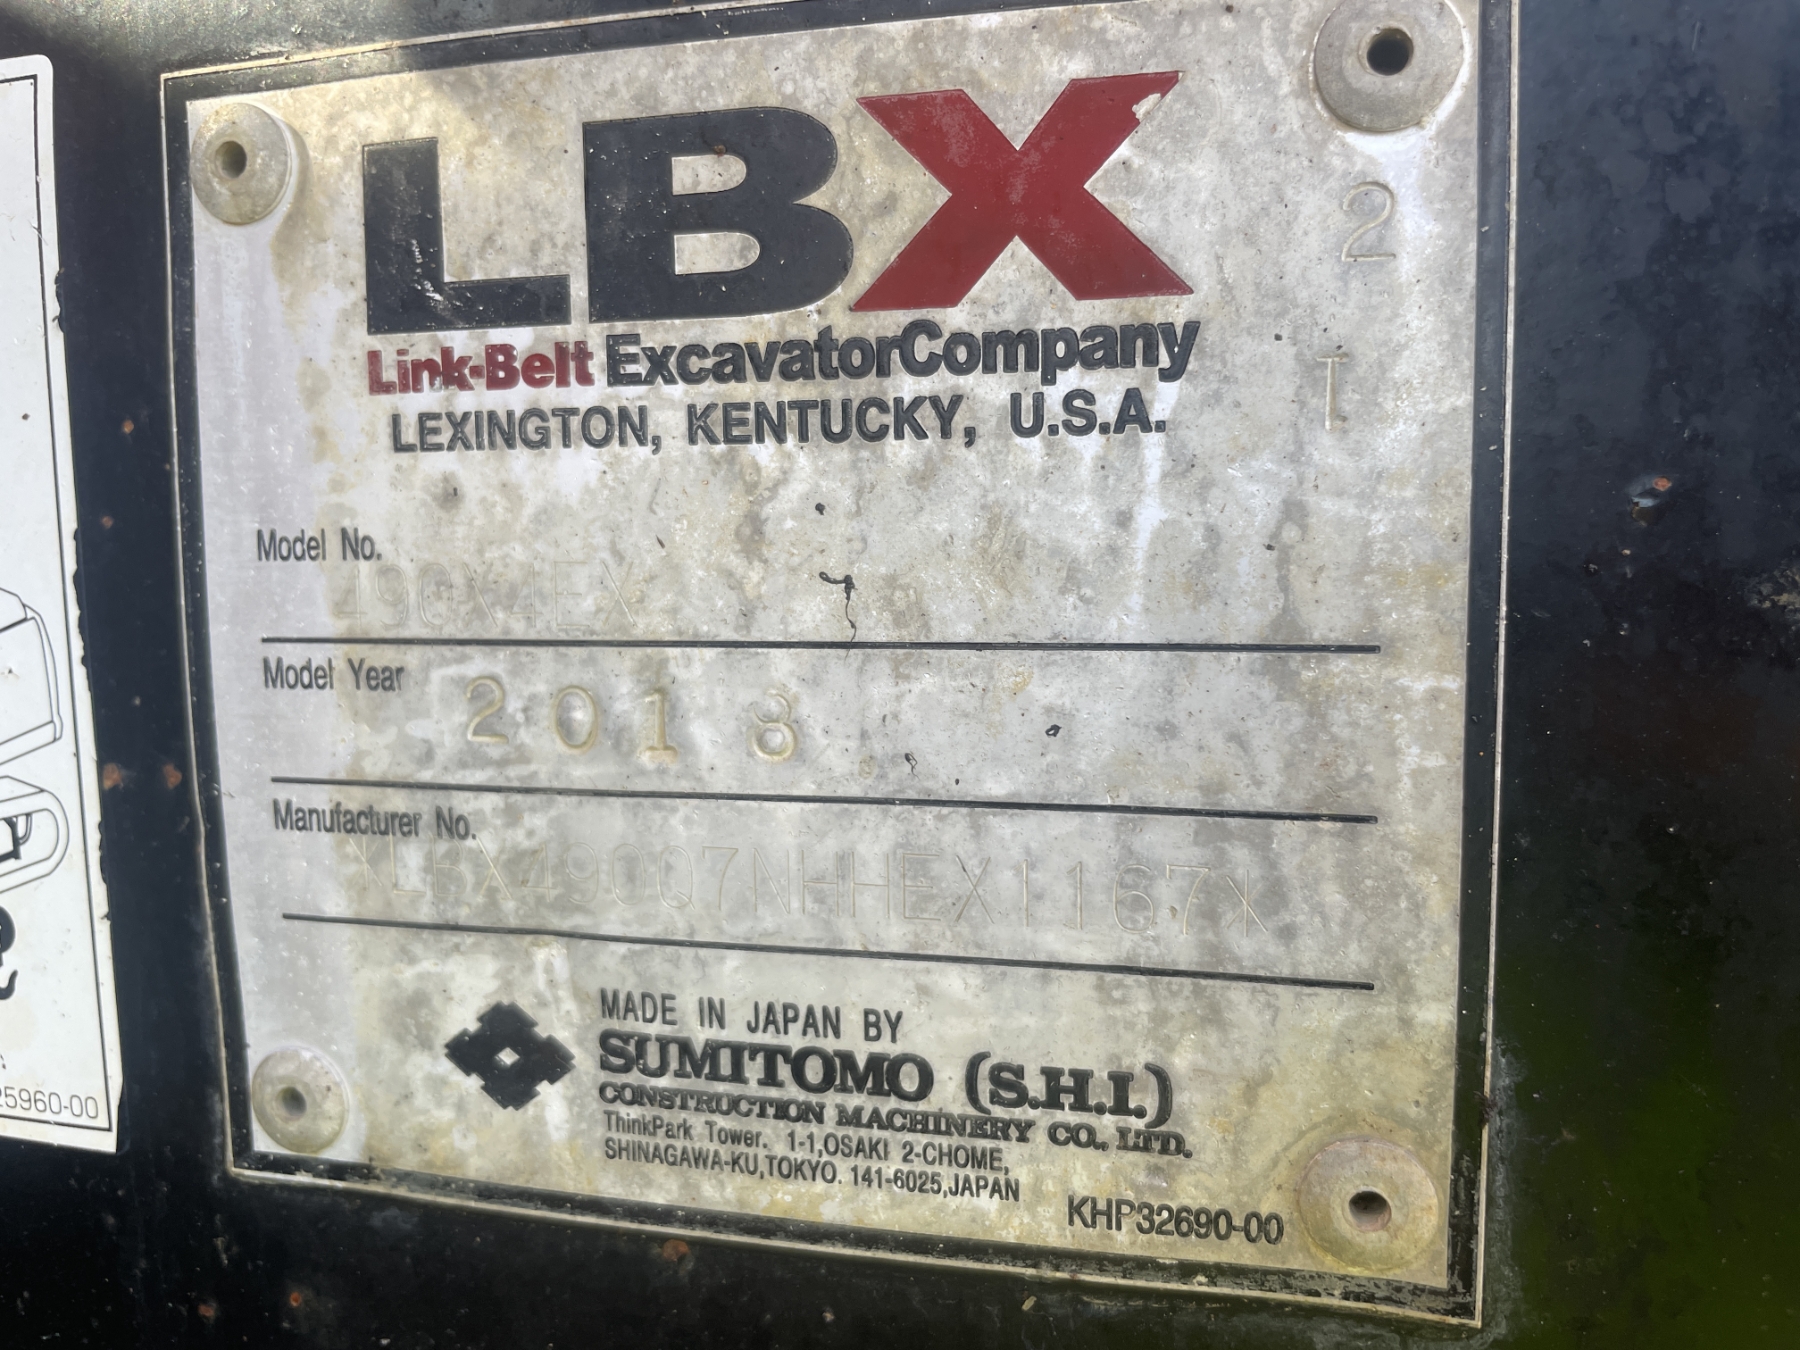 LBX
2
Link-Belt ExcavatorCompany
T
LEXINGTON, KENTUCKY, U.S.A.
Model No.
490X4EX
Model Year
2018
Manufacturer No.
*LBX490Q7NHHEX1167*
MADE IN JAPAN BY
SUMITOMO (S.H.I.)
CONSTRUCTION MACHINERY CO., LTD.
ThinkPark Tower. 1-1,OSAKI 2-CHOME,
SHINAGAWA-KU,TOKYO. 141-6025,JAPAN
KHP32690-00
25960-00